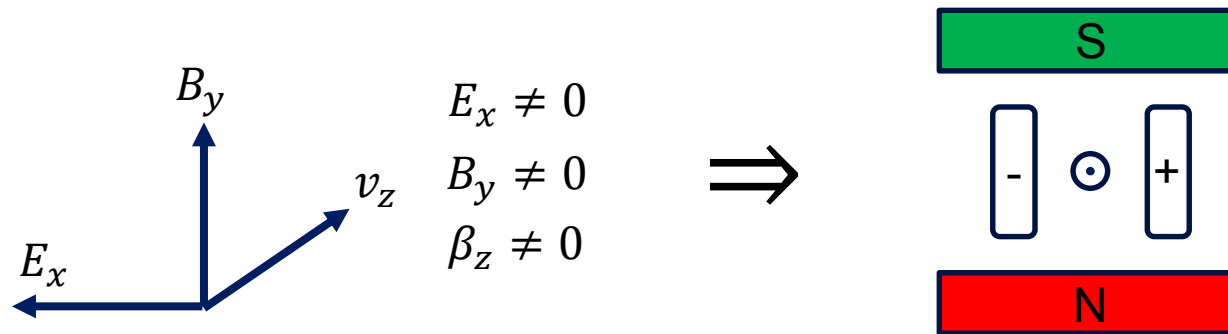 B_y
v_z
E_x
E_x ≠ 0
B_y ≠ 0
β_z ≠ 0
⇒
S
- ⊙ +
N